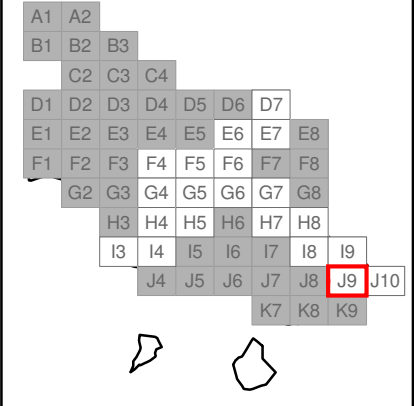 A1 A2
B1 B2 B3
C2 C3 C4
D1 D2 D3 D4 D5 D6 D7
E1 E2 E3 E4 E5 E6 E7 E8
F1 F2 F3 F4 F5 F6 F7 F8
G2 G3 G4 G5 G6 G7 G8
H3 H4 H5 H6 H7 H8
I3 I4 I5 I6 I7 I8 I9
J4 J5 J6 J7 J8 J9 J10
K7 K8 K9